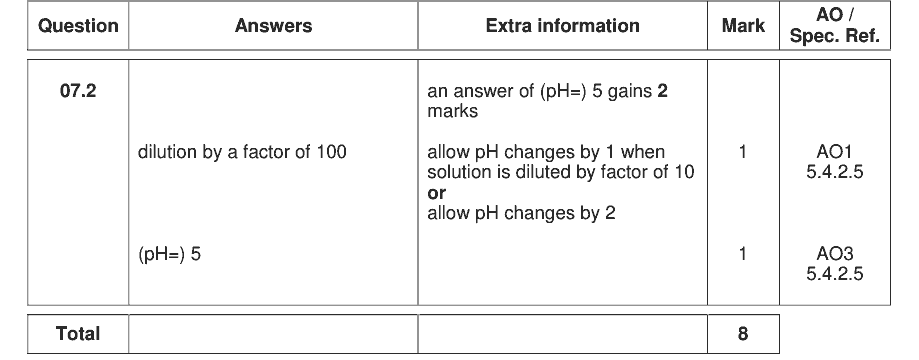 Question Answers Extra information Mark AO /
Spec. Ref.
07.2 an answer of (pH=) 5 gains 2
marks
dilution by a factor of 100 allow pH changes by 1 when 1 AO1
solution is diluted by factor of 10 5.4.2.5
or
allow pH changes by 2
(pH=) 5 1 AO3
5.4.2.5
Total 8